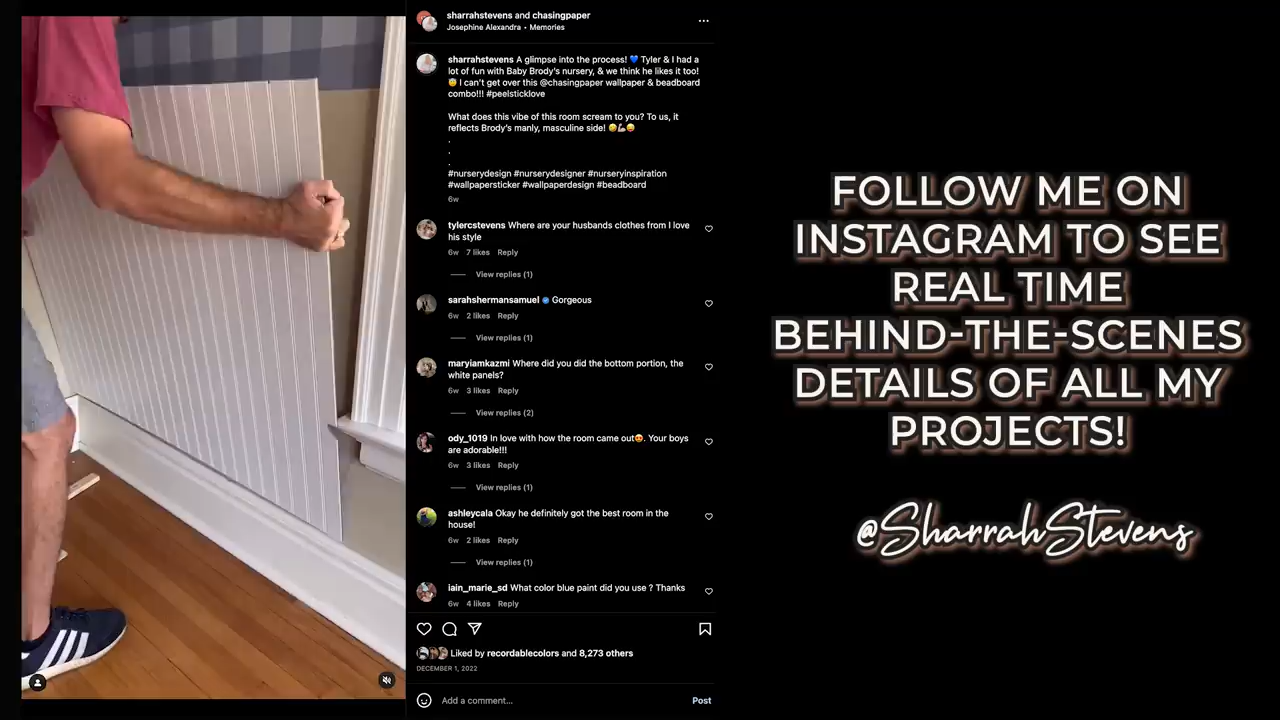 sharrahstevens and chasingpaper
Josephine Alexandra • Memories
sharrahstevens A glimpse into the process! 💙 Tyler & I had a
lot of fun with Baby Brody's nursery, & we think he likes it too!
😇 I can't get over this @chasingpaper wallpaper & beadboard
combo!!! #peelsticklove
What does this vibe of this room scream to you? To us, it
reflects Brody's manly, masculine side! 🤣💪🏻😜
.
.
.
#nurserydesign #nurserydesigner #nurseryinspiration
#wallpapersticker #wallpaperdesign #beadboard
6w
tylercstevens Where are your husbands clothes from I love
his style
6w 7 likes Reply
View replies (1)
sarahshermansamuel Gorgeous
6w 2 likes Reply
View replies (1)
maryiamkazmi Where did you did the bottom portion, the
white panels?
6w 3 likes Reply
View replies (2)
ody_1019 In love with how the room came out😍. Your boys
are adorable!!!
6w 3 likes Reply
View replies (1)
ashleycala Okay he definitely got the best room in the
house!
6w 2 likes Reply
View replies (1)
iain_marie_sd What color blue paint did you use ? Thanks
6w 4 likes Reply
Liked by recordablecolors and 8,273 others
DECEMBER 1, 2022
Add a comment... Post
FOLLOW ME ON
INSTAGRAM TO SEE
REAL TIME
BEHIND-THE-SCENES
DETAILS OF ALL MY
PROJECTS!
@SharrahStevens